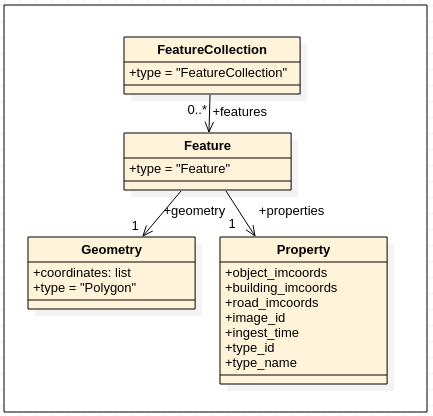 FeatureCollection
+type = "FeatureCollection"
0..* +features
Feature
+type = "Feature"
+geometry
+properties
1
1
Geometry
+coordinates: list
+type = "Polygon"
Property
+object_imcoords
+building_imcoords
+road_imcoords
+image_id
+ingest_time
+type_id
+type_name